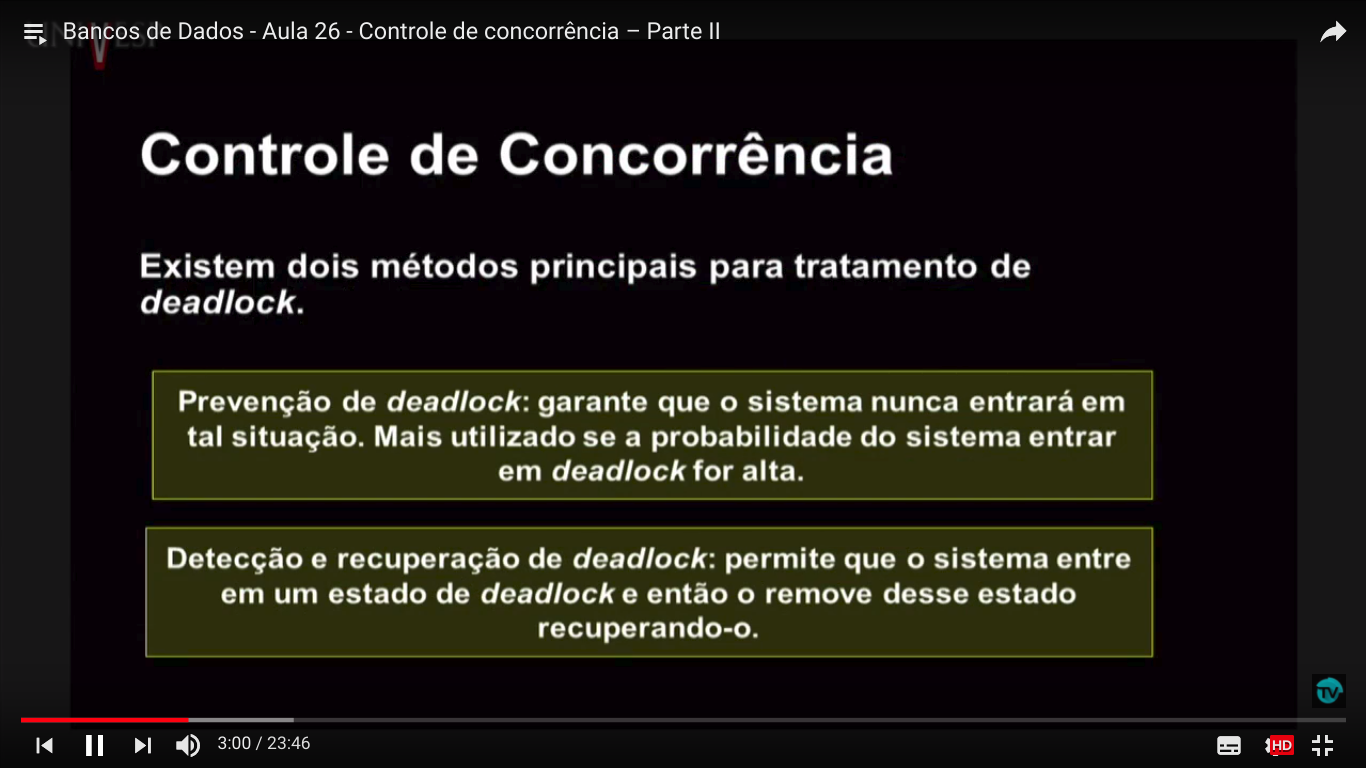 Bancos de Dados - Aula 26 - Controle de concorrência – Parte II
Controle de Concorrência
Existem dois métodos principais para tratamento de
deadlock.
Prevenção de deadlock: garante que o sistema nunca entrará em
tal situação. Mais utilizado se a probabilidade do sistema entrar
em deadlock for alta.
Detecção e recuperação de deadlock: permite que o sistema entre
em um estado de deadlock e então o remove desse estado
recuperando-o.
TV
3:00 / 23:46
HD